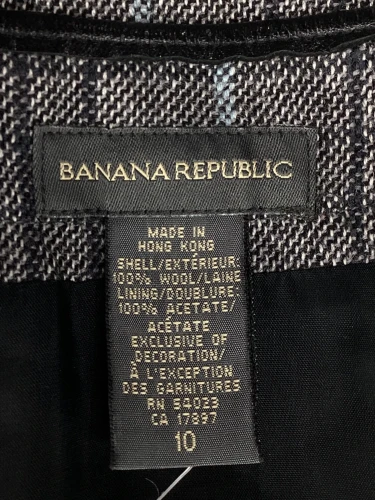 BANANA REPUBLIC
MADE IN
HONG KONG
SHELL/EXTÉRIEUR:
100% WOOL/LAINE
LINING/DOUBLURE:
100% ACETATE/
ACÉTATE
EXCLUSIVE OF
DECORATION/
À L'EXCEPTION
DES GARNITURES
RN 54023
CA 17897
10